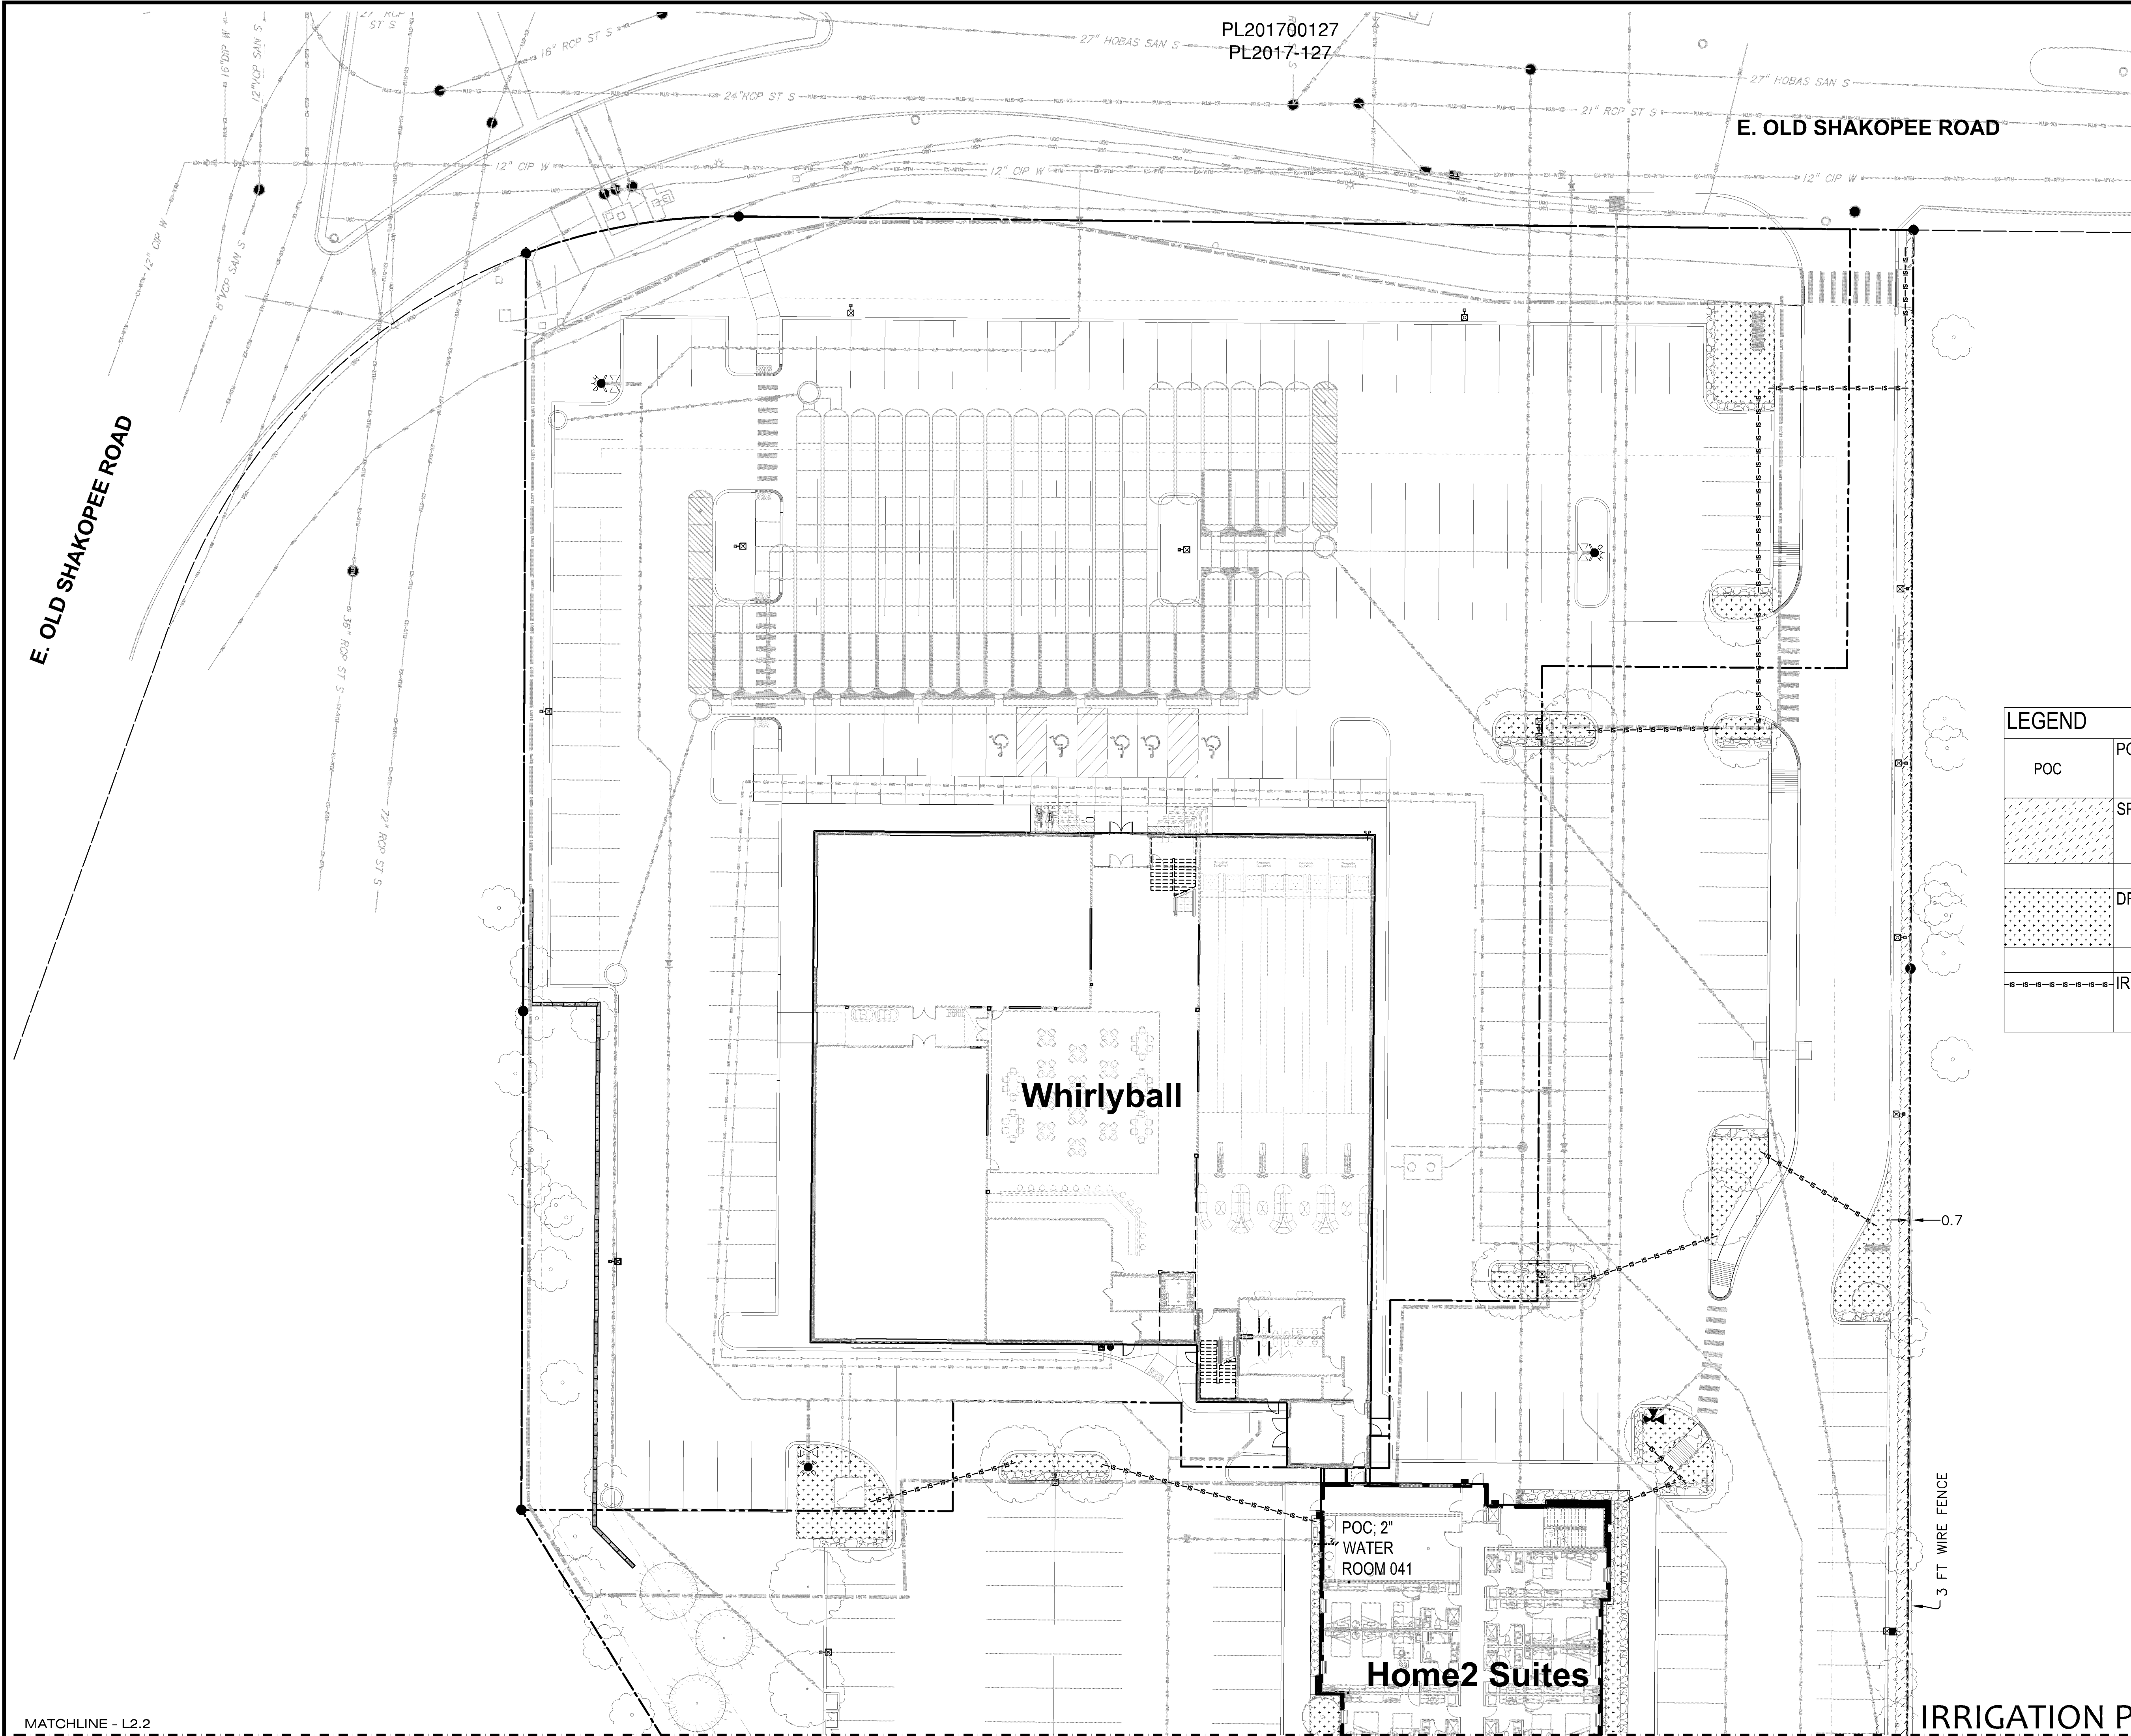 PL201700127
PL2017-127
27" RCP
ST S
16"DIP W
12"VCP SAN S
18" RCP ST S
27" HOBAS SAN S
27" HOBAS SAN S
24"RCP ST S
21" RCP ST S
E. OLD SHAKOPEE ROAD
12" CIP W
12" CIP W
12" CIP W
12" CIP W
8"VCP SAN S
E. OLD SHAKOPEE ROAD
36" RCP ST S
72" RCP ST S
LEGEND
POC
Whirlyball
0.7
3 FT WIRE FENCE
POC; 2"
WATER
ROOM 041
Home2 Suites
MATCHLINE - L2.2
IRRIGATION P